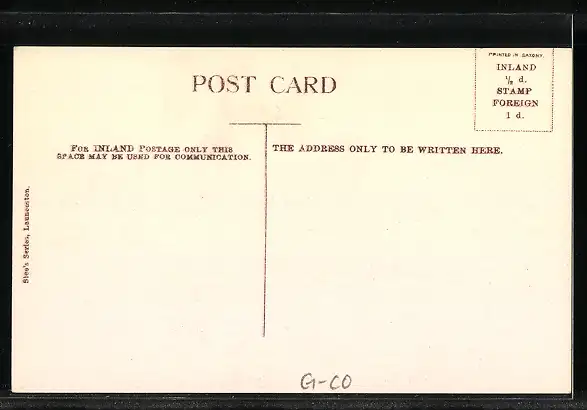 PRINTED IN SAXONY.
INLAND
½ d.
STAMP
FOREIGN
1 d.
POST CARD
FOR INLAND POSTAGE ONLY THIS
SPACE MAY BE USED FOR COMMUNICATION.
THE ADDRESS ONLY TO BE WRITTEN HERE.
Slee's Series, Launceston.
G-CO